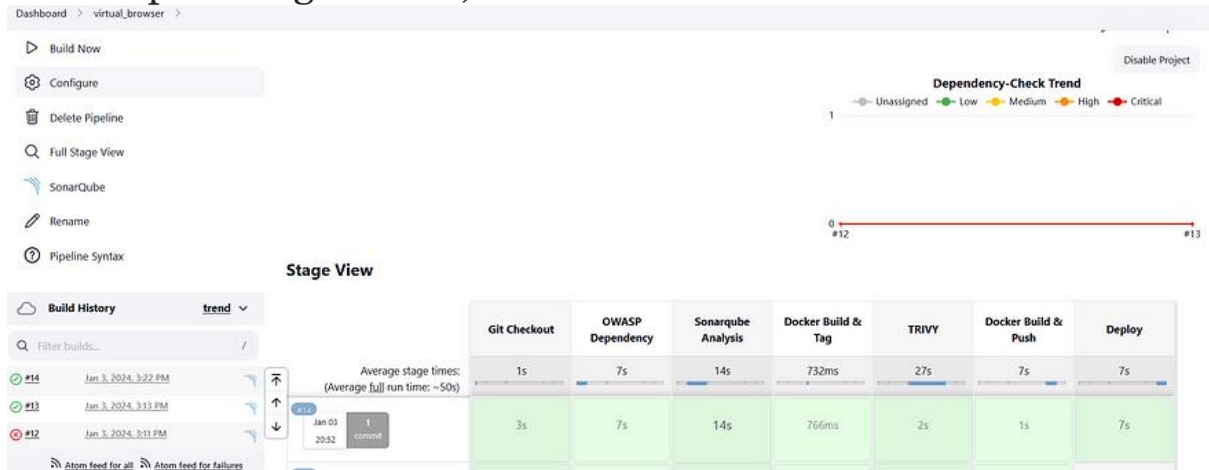 Dashboard > virtual_browser >
Build Now
Configure
Delete Pipeline
Full Stage View
SonarQube
Rename
Pipeline Syntax
Build History trend
Filter builds... /
#14 Jan 3, 2024, 3:22 PM
#13 Jan 3, 2024, 3:13 PM
#12 Jan 3, 2024, 3:11 PM
Atom feed for all Atom feed for failures
Disable Project
Dependency-Check Trend
Unassigned Low Medium High Critical
1
0
#12 #13
Stage View
Git Checkout OWASP Dependency Sonarqube Analysis Docker Build & Tag TRIVY Docker Build & Push Deploy
Average stage times: 1s 7s 14s 732ms 27s 7s 7s
(Average full run time: ~50s)
#14
Jan 03 20:52 1 commit 3s 7s 14s 766ms 2s 1s 7s